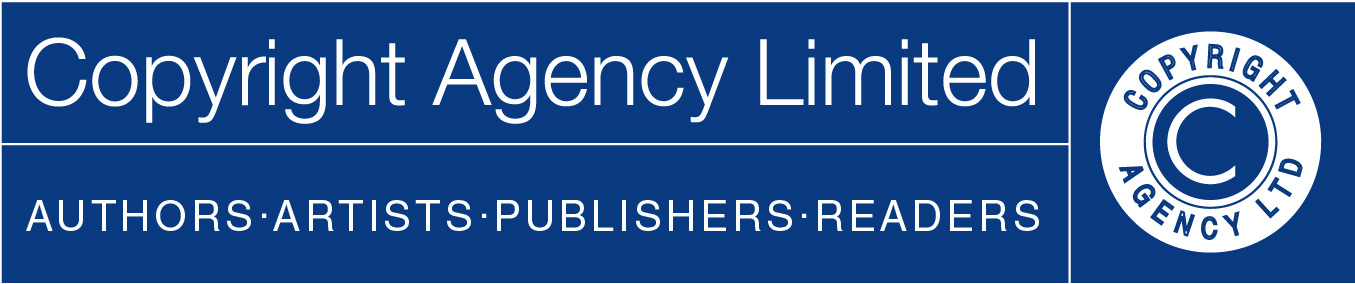 Copyright Agency Limited
AUTHORS·ARTISTS·PUBLISHERS·READERS
COPYRIGHT
C
AGENCY LTD